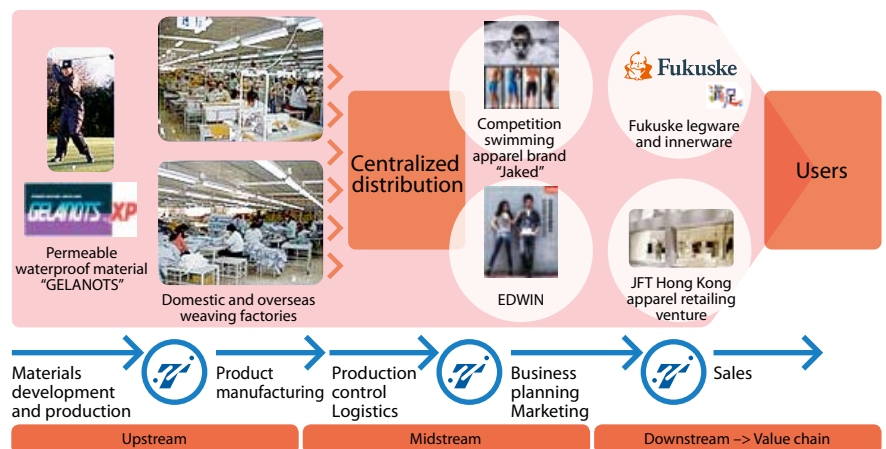 GELANOTS XP
Permeable
waterproof material
“GELANOTS”
Domestic and overseas
weaving factories
Centralized
distribution
Competition
swimming
apparel brand
“Jaked”
EDWIN
Fukuske
満足
Fukuske legware
and innerware
JFT Hong Kong
apparel retailing
venture
Users
Materials
development
and production
Product
manufacturing
Production
control
Logistics
Business
planning
Marketing
Sales
Upstream
Midstream
Downstream –> Value chain